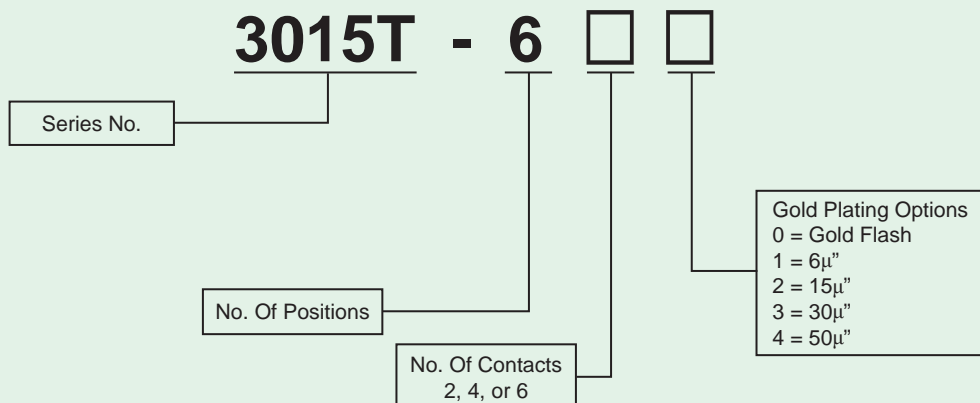 3015T - 6 □ □
Series No.
No. Of Positions
No. Of Contacts
2, 4, or 6
Gold Plating Options
0 = Gold Flash
1 = 6μ”
2 = 15μ”
3 = 30μ”
4 = 50μ”